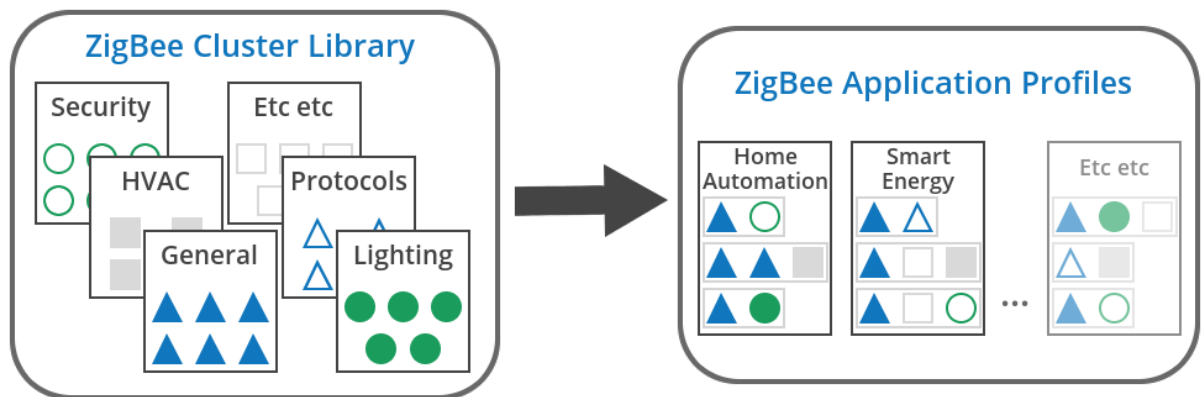 ZigBee Cluster Library
Security
Etc etc
HVAC
Protocols
General
Lighting
ZigBee Application Profiles
Home
Automation
Smart
Energy
Etc etc
...